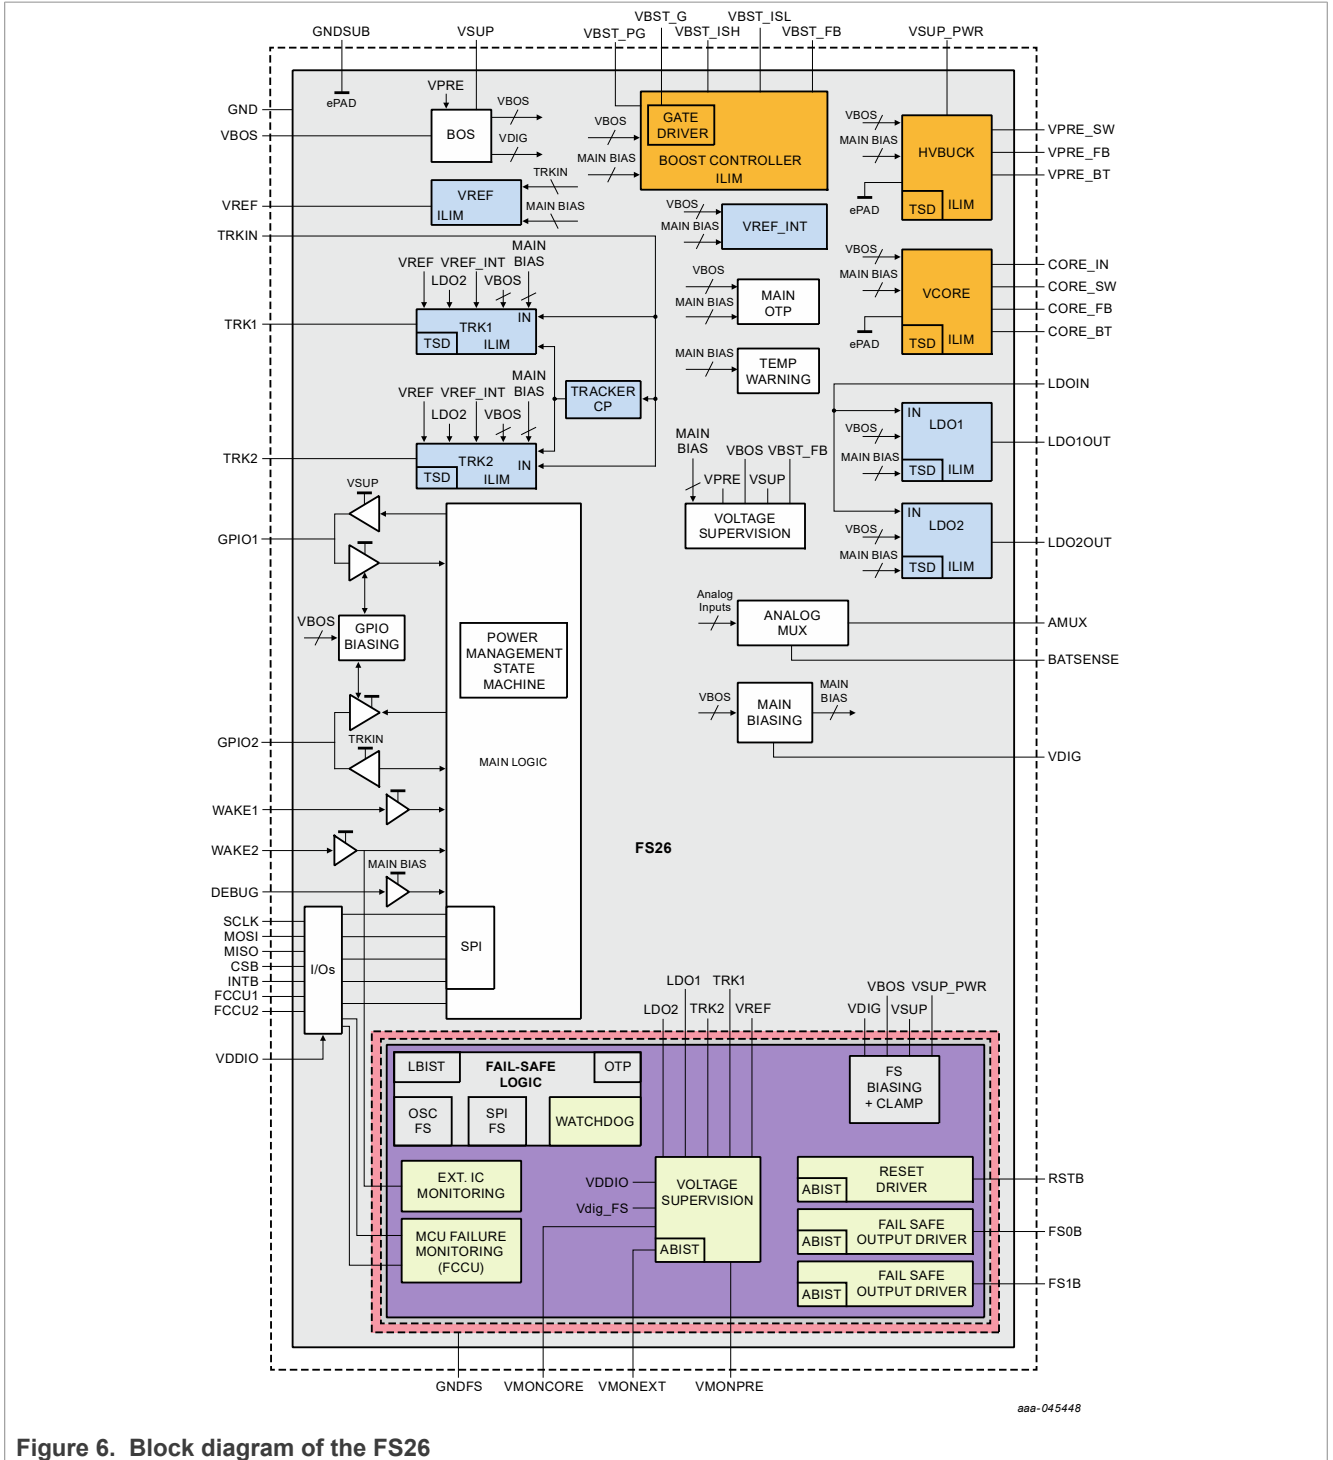 VBST_G
VBST_ISL
GNDSUB
VSUP
VBST_PG
VBST_ISH
VBST_FB
VSUP_PWR
ePAD
VPRE
GND
VBOS
BOS
VBOS
VDIG
VBOS
MAIN BIAS
GATE
DRIVER
BOOST CONTROLLER
ILIM
VBOS
MAIN BIAS
HVBUCK
ePAD
TSD
ILIM
VPRE_SW
VPRE_FB
VPRE_BT
VREF
VREF
ILIM
TRKIN
MAIN BIAS
VBOS
MAIN BIAS
VREF_INT
TRKIN
VREF
VREF_INT
MAIN
BIAS
LDO2
VBOS
TRK1
TRK1
IN
TSD
ILIM
VBOS
MAIN BIAS
MAIN
OTP
VBOS
MAIN BIAS
VCORE
ePAD
TSD
ILIM
CORE_IN
CORE_SW
CORE_FB
CORE_BT
MAIN BIAS
TEMP
WARNING
TRACKER
CP
VREF
VREF_INT
MAIN
BIAS
LDO2
VBOS
TRK2
TRK2
IN
TSD
ILIM
LDOIN
IN
LDO1
VBOS
MAIN BIAS
TSD
ILIM
LDO1OUT
MAIN
BIAS
VBOS
VBST_FB
VPRE
VSUP
VOLTAGE
SUPERVISION
IN
LDO2
VBOS
MAIN BIAS
TSD
ILIM
LDO2OUT
VSUP
GPIO1
VBOS
GPIO
BIASING
POWER
MANAGEMENT
STATE
MACHINE
Analog
Inputs
ANALOG
MUX
AMUX
BATSENSE
VBOS
MAIN
BIASING
MAIN
BIAS
VDIG
GPIO2
TRKIN
MAIN LOGIC
WAKE1
WAKE2
MAIN BIAS
DEBUG
FS26
SCLK
MOSI
MISO
CSB
INTB
FCCU1
FCCU2
I/Os
SPI
VDDIO
LDO1
TRK1
LDO2
TRK2
VREF
VBOS
VSUP_PWR
VDIG
VSUP
LBIST
FAIL-SAFE
LOGIC
OTP
OSC
FS
SPI
FS
WATCHDOG
FS
BIASING
+ CLAMP
EXT. IC
MONITORING
MCU FAILURE
MONITORING
(FCCU)
VDDIO
Vdig_FS
VOLTAGE
SUPERVISION
ABIST
RESET
DRIVER
ABIST
RSTB
FAIL SAFE
OUTPUT DRIVER
ABIST
FS0B
FAIL SAFE
OUTPUT DRIVER
ABIST
FS1B
GNDFS
VMONCORE
VMONEXT
VMONPRE
aaa-045448
Figure 6. Block diagram of the FS26